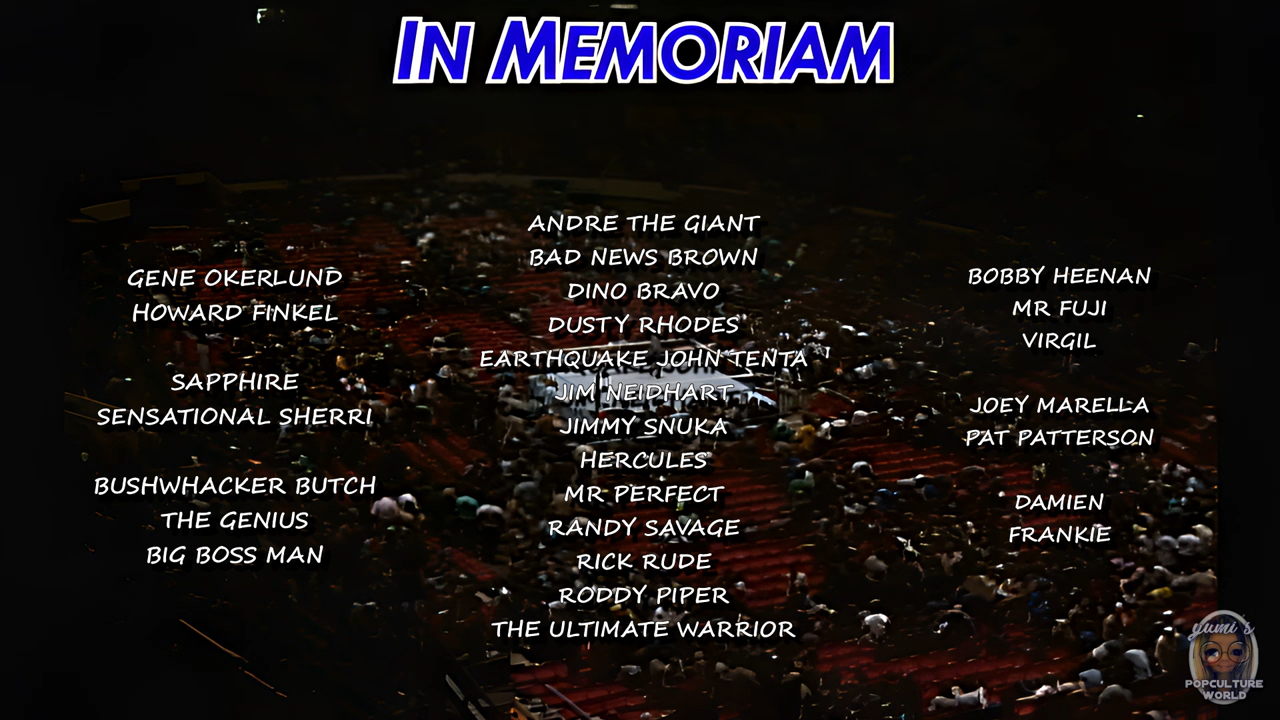 IN MEMORIAM
GENE OKERLUND
HOWARD FINKEL
SAPPHIRE
SENSATIONAL SHERRI
BUSHWHACKER BUTCH
THE GENIUS
BIG BOSS MAN
ANDRE THE GIANT
BAD NEWS BROWN
DINO BRAVO
DUSTY RHODES
EARTHQUAKE JOHN TENTA
JIM NEIDHART
JIMMY SNUKA
HERCULES
MR PERFECT
RANDY SAVAGE
RICK RUDE
RODDY PIPER
THE ULTIMATE WARRIOR
BOBBY HEENAN
MR FUJI
VIRGIL
JOEY MARELLA
PAT PATTERSON
DAMIEN
FRANKIE
yumi's
POPCULTURE
WORLD